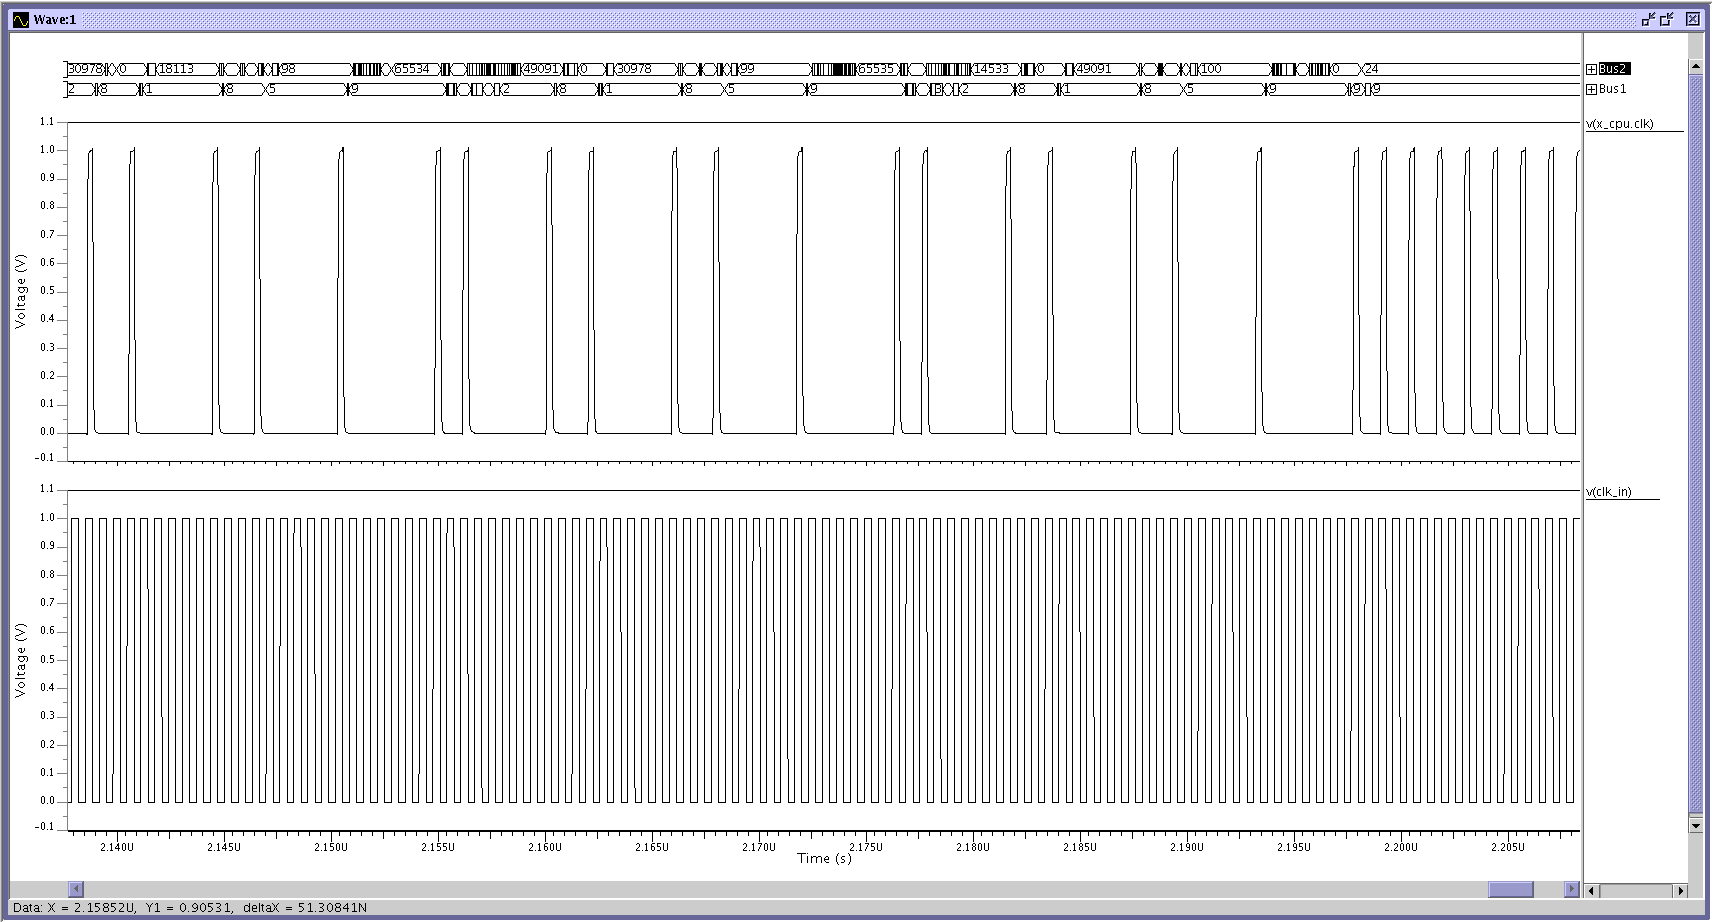 Wave:1
30978 0 18113 98 65534 49091 0 30978 99 65535 14533 0 49091 100 0 24
Bus2
2 8 1 8 5 9 2 8 1 8 5 9 3 2 8 1 8 5 9 9 9
Bus1
v(x_cpu.clk)
1.1
1.0
0.9
0.8
0.7
0.6
0.5
0.4
0.3
0.2
0.1
0.0
-0.1
Voltage (V)
v(clk_in)
1.1
1.0
0.9
0.8
0.7
0.6
0.5
0.4
0.3
0.2
0.1
0.0
-0.1
Voltage (V)
2.140U 2.145U 2.150U 2.155U 2.160U 2.165U 2.170U 2.175U 2.180U 2.185U 2.190U 2.195U 2.200U 2.205U
Time (s)
Data: X = 2.15852U, Y1 = 0.90531, deltaX = 51.30841N